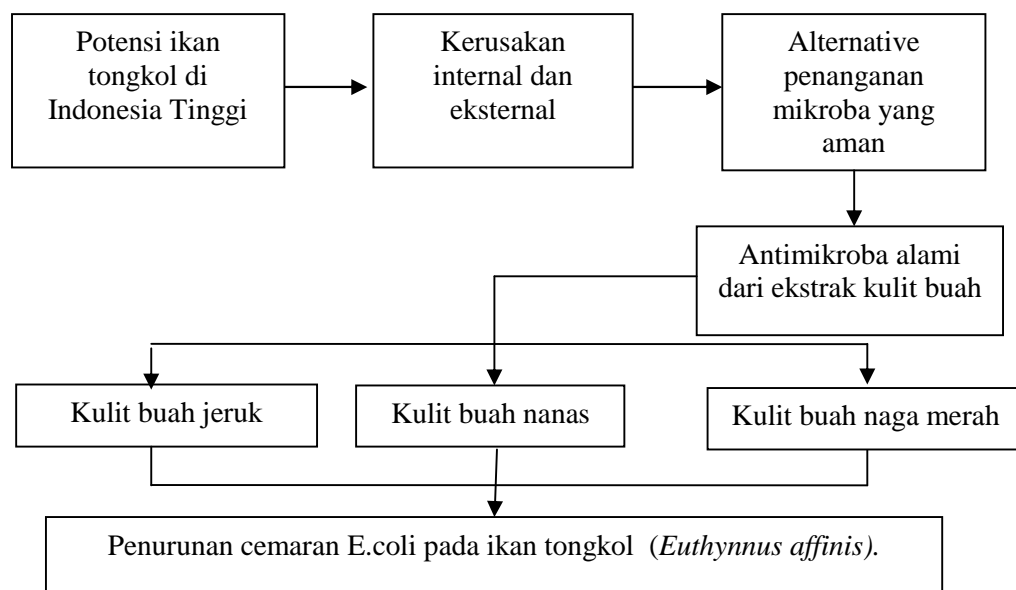 Potensi ikan
tongkol di
Indonesia Tinggi
Kerusakan
internal dan
eksternal
Alternative
penanganan
mikroba yang
aman
Antimikroba alami
dari ekstrak kulit buah
Kulit buah jeruk
Kulit buah nanas
Kulit buah naga merah
Penurunan cemaran E.coli pada ikan tongkol (Euthynnus affinis).